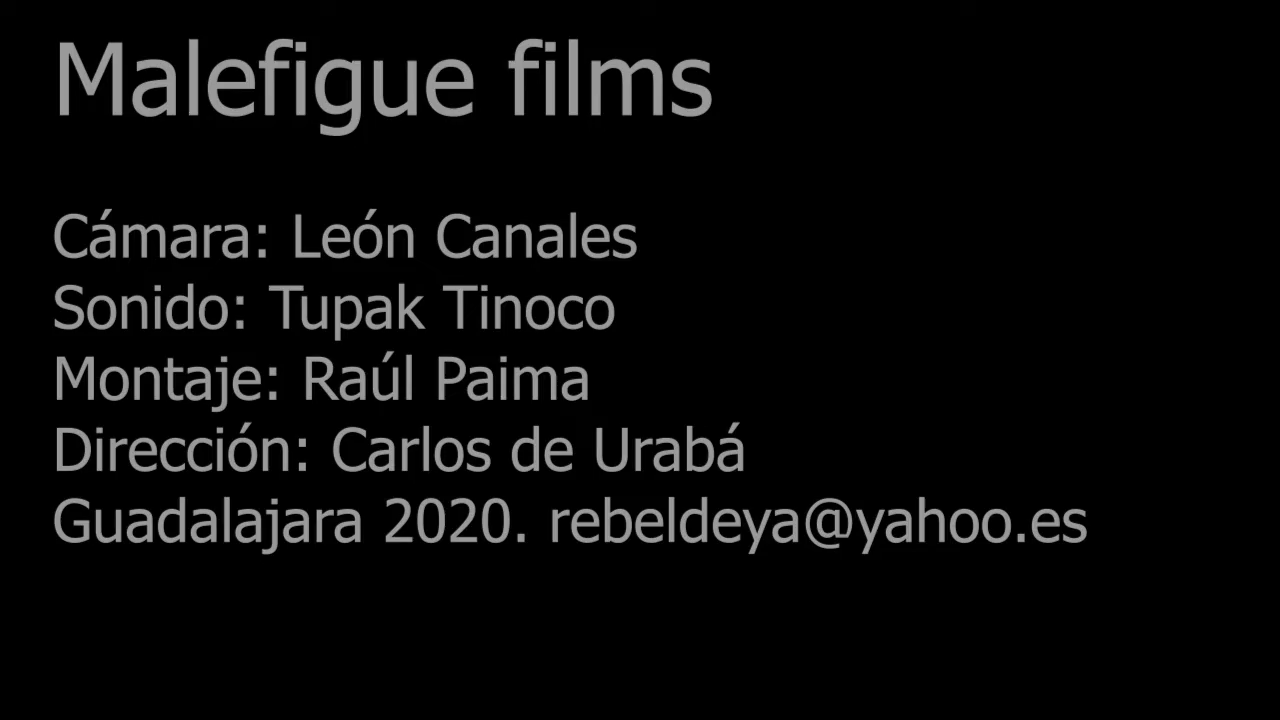 Malefigue films
Cámara: León Canales
Sonido: Tupak Tinoco
Montaje: Raúl Paima
Dirección: Carlos de Urabá
Guadalajara 2020. rebeldeya@yahoo.es